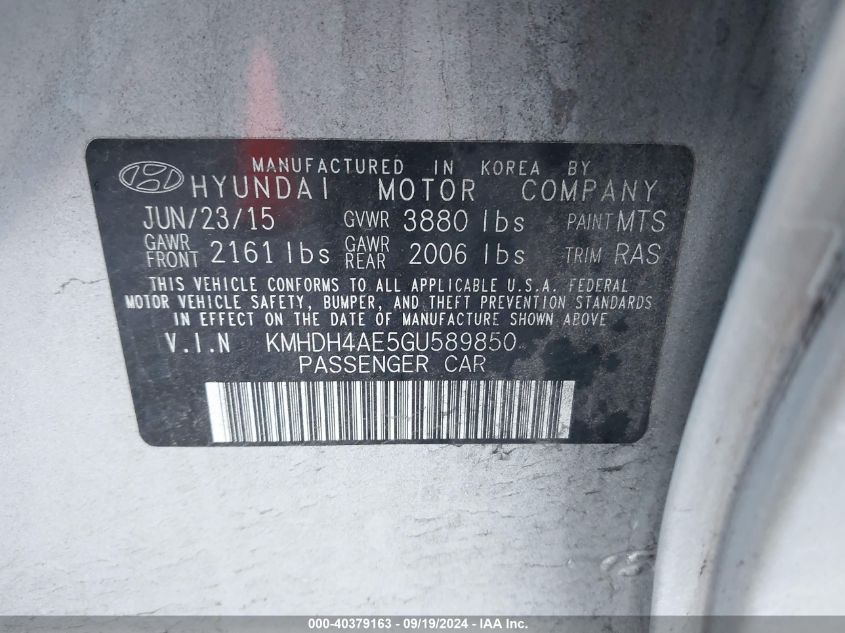 MANUFACTURED IN KOREA BY
HYUNDAI MOTOR COMPANY
JUN/23/15 GVWR 3880 lbs PAINT MTS
GAWR FRONT 2161 lbs GAWR REAR 2006 lbs TRIM RAS
THIS VEHICLE CONFORMS TO ALL APPLICABLE U.S.A. FEDERAL
MOTOR VEHICLE SAFETY, BUMPER, AND THEFT PREVENTION STANDARDS
IN EFFECT ON THE DATE OF MANUFACTURE SHOWN ABOVE
V.I.N KMHDH4AE5GU589850
PASSENGER CAR
000-40379163 - 09/19/2024 - IAA Inc.